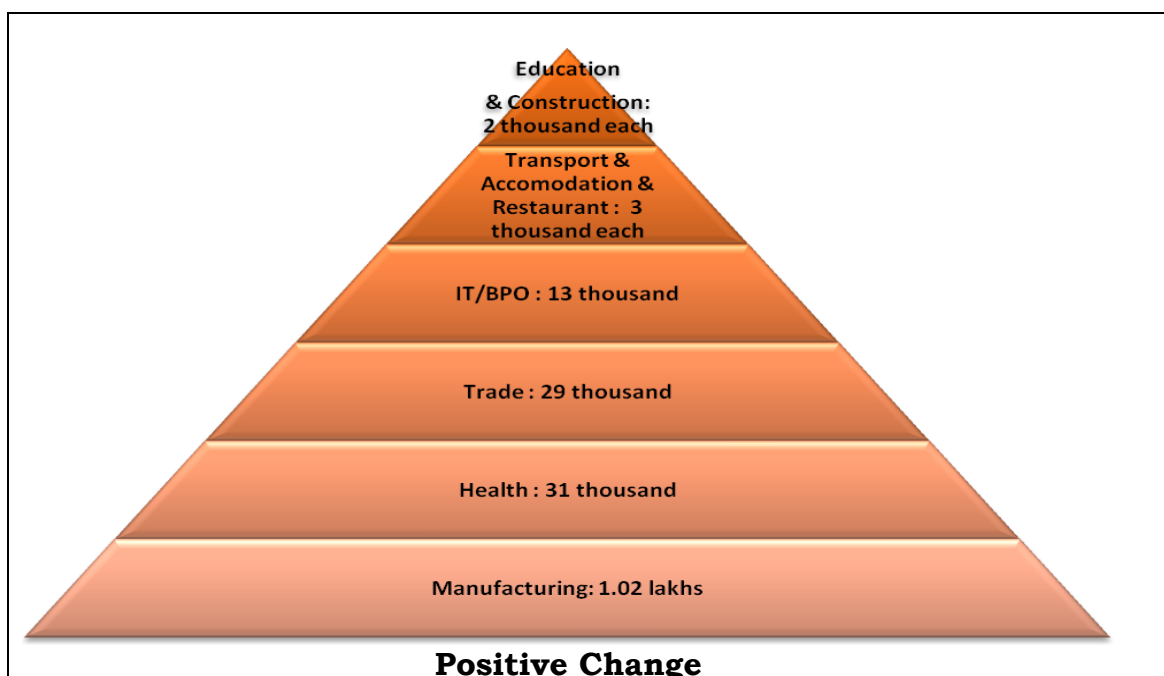 Education
& Construction:
2 thousand each
Transport &
Accomodation &
Restaurant : 3
thousand each
IT/BPO : 13 thousand
Trade : 29 thousand
Health : 31 thousand
Manufacturing: 1.02 lakhs
Positive Change